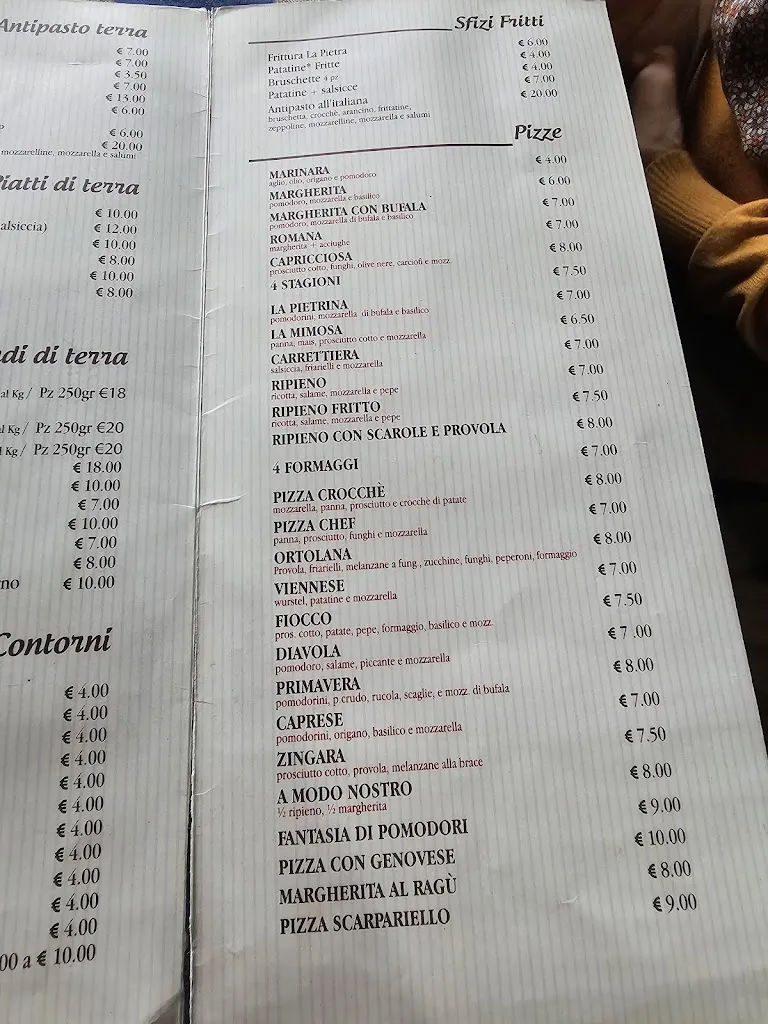 Antipasto terra
€ 7.00
€ 7.00
€ 3.50
€ 7.00
€ 13.00
€ 6.00
€ 6.00
€ 20.00
mozzarelline, mozzarella e salumi
Piatti di terra
€ 10.00
alsiccia) € 12.00
€ 10.00
€ 8.00
€ 10.00
€ 8.00
di di terra
al Kg / Pz 250gr €18
al Kg / Pz 250gr €20
Kg / Pz 250gr €20
€ 18.00
€ 10.00
€ 7.00
€ 10.00
€ 7.00
€ 8.00
rno € 10.00
Contorni
€ 4.00
€ 4.00
€ 4.00
€ 4.00
€ 4.00
€ 4.00
€ 4.00
€ 4.00
€ 4.00
€ 4.00
€ 4.00
00 a € 10.00
Sfizi Fritti
Frittura La Pietra € 6.00
Patatine* Fritte € 4.00
Bruschette 4 pz € 4.00
Patatine + salsicce € 7.00
Antipasto all'italiana € 20.00
bruschetta, crocchè, arancino, frittatine,
zeppoline, mozzarelline, mozzarella e salumi
Pizze
MARINARA € 4.00
aglio, olio, origano e pomodoro
MARGHERITA € 6.00
pomodoro, mozzarella e basilico
MARGHERITA CON BUFALA € 7.00
pomodoro, mozzarella di bufala e basilico
ROMANA € 7.00
margherita + acciughe
CAPRICCIOSA € 8.00
prosciutto cotto, funghi, olive nere, carciofi e mozz.
4 STAGIONI € 7.50
LA PIETRINA € 7.00
pomodorini, mozzarella di bufala e basilico
LA MIMOSA € 6.50
panna, mais, prosciutto cotto e mozzarella
CARRETTIERA € 7.00
salsiccia, friarielli e mozzarella
RIPIENO € 7.00
ricotta, salame, mozzarella e pepe
RIPIENO FRITTO € 7.50
ricotta, salame, mozzarella e pepe
RIPIENO CON SCAROLE E PROVOLA € 8.00
4 FORMAGGI € 7.00
PIZZA CROCCHÈ € 8.00
mozzarella, panna, prosciutto e crocchè di patate
PIZZA CHEF € 7.00
panna, prosciutto, funghi e mozzarella
ORTOLANA € 8.00
Provola, friarielli, melanzane a fung., zucchine, funghi, peperoni, formaggio
VIENNESE € 7.00
wurstel, patatine e mozzarella
FIOCCO € 7.50
pros. cotto, patate, pepe, formaggio, basilico e mozz.
DIAVOLA € 7 .00
pomodoro, salame, piccante e mozzarella
PRIMAVERA € 8.00
pomodorini, p.crudo, rucola, scaglie, e mozz. di bufala
CAPRESE € 7.00
pomodorini, origano, basilico e mozzarella
ZINGARA € 7.50
prosciutto cotto, provola, melanzane alla brace
A MODO NOSTRO € 8.00
½ ripieno, ½ margherita
FANTASIA DI POMODORI € 9.00
PIZZA CON GENOVESE € 10.00
MARGHERITA AL RAGÙ € 8.00
PIZZA SCARPARIELLO € 9.00